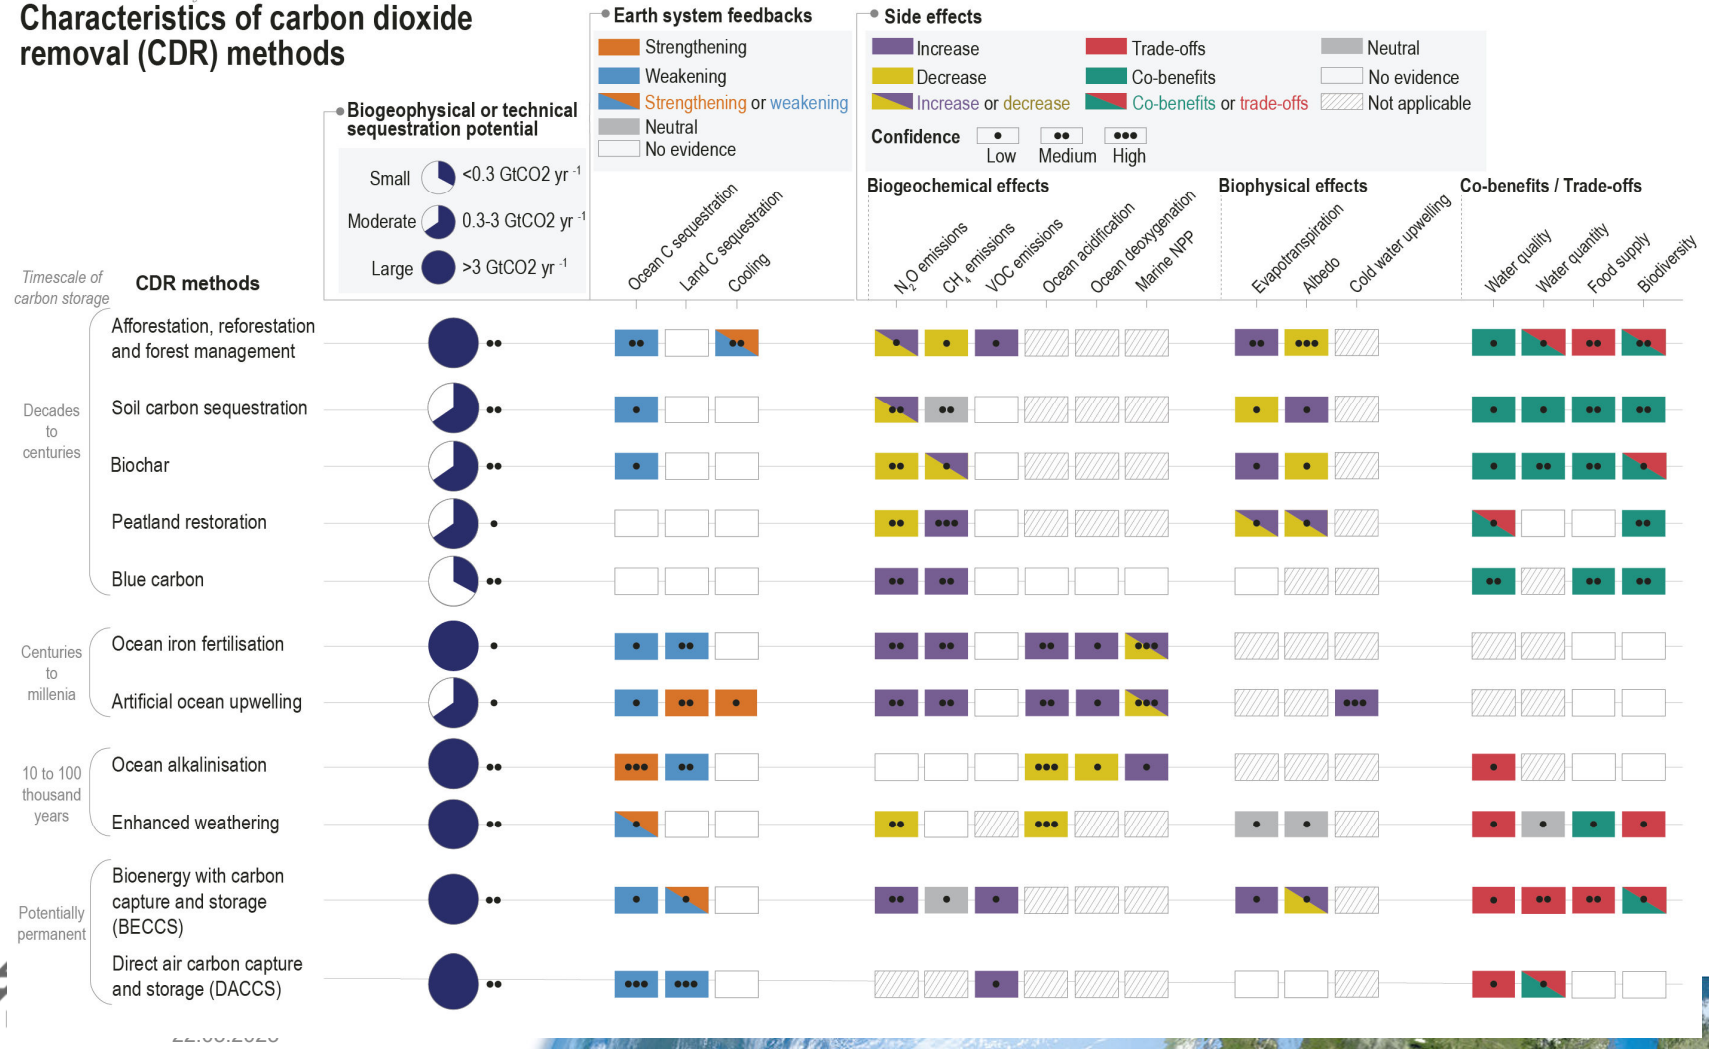 Characteristics of carbon dioxide
removal (CDR) methods
Biogeophysical or technical
sequestration potential
Small <0.3 GtCO2 yr -1
Moderate 0.3-3 GtCO2 yr -1
Large >3 GtCO2 yr -1
Earth system feedbacks
Strengthening
Weakening
Strengthening or weakening
Neutral
No evidence
Side effects
Increase Trade-offs Neutral
Decrease Co-benefits No evidence
Increase or decrease Co-benefits or trade-offs Not applicable
Confidence
Low Medium High
Biogeochemical effects Biophysical effects Co-benefits / Trade-offs
Ocean C sequestration
Land C sequestration
Cooling
N2O emissions
CH4 emissions
VOC emissions
Ocean acidification
Ocean deoxygenation
Marine NPP
Evapotranspiration
Albedo
Cold water upwelling
Water quality
Water quantity
Food supply
Biodiversity
Timescale of
carbon storage
CDR methods
Decades
to
centuries
Afforestation, reforestation
and forest management
Soil carbon sequestration
Biochar
Peatland restoration
Blue carbon
Centuries
to
millenia
Ocean iron fertilisation
Artificial ocean upwelling
10 to 100
thousand
years
Ocean alkalinisation
Enhanced weathering
Potentially
permanent
Bioenergy with carbon
capture and storage
(BECCS)
Direct air carbon capture
and storage (DACCS)